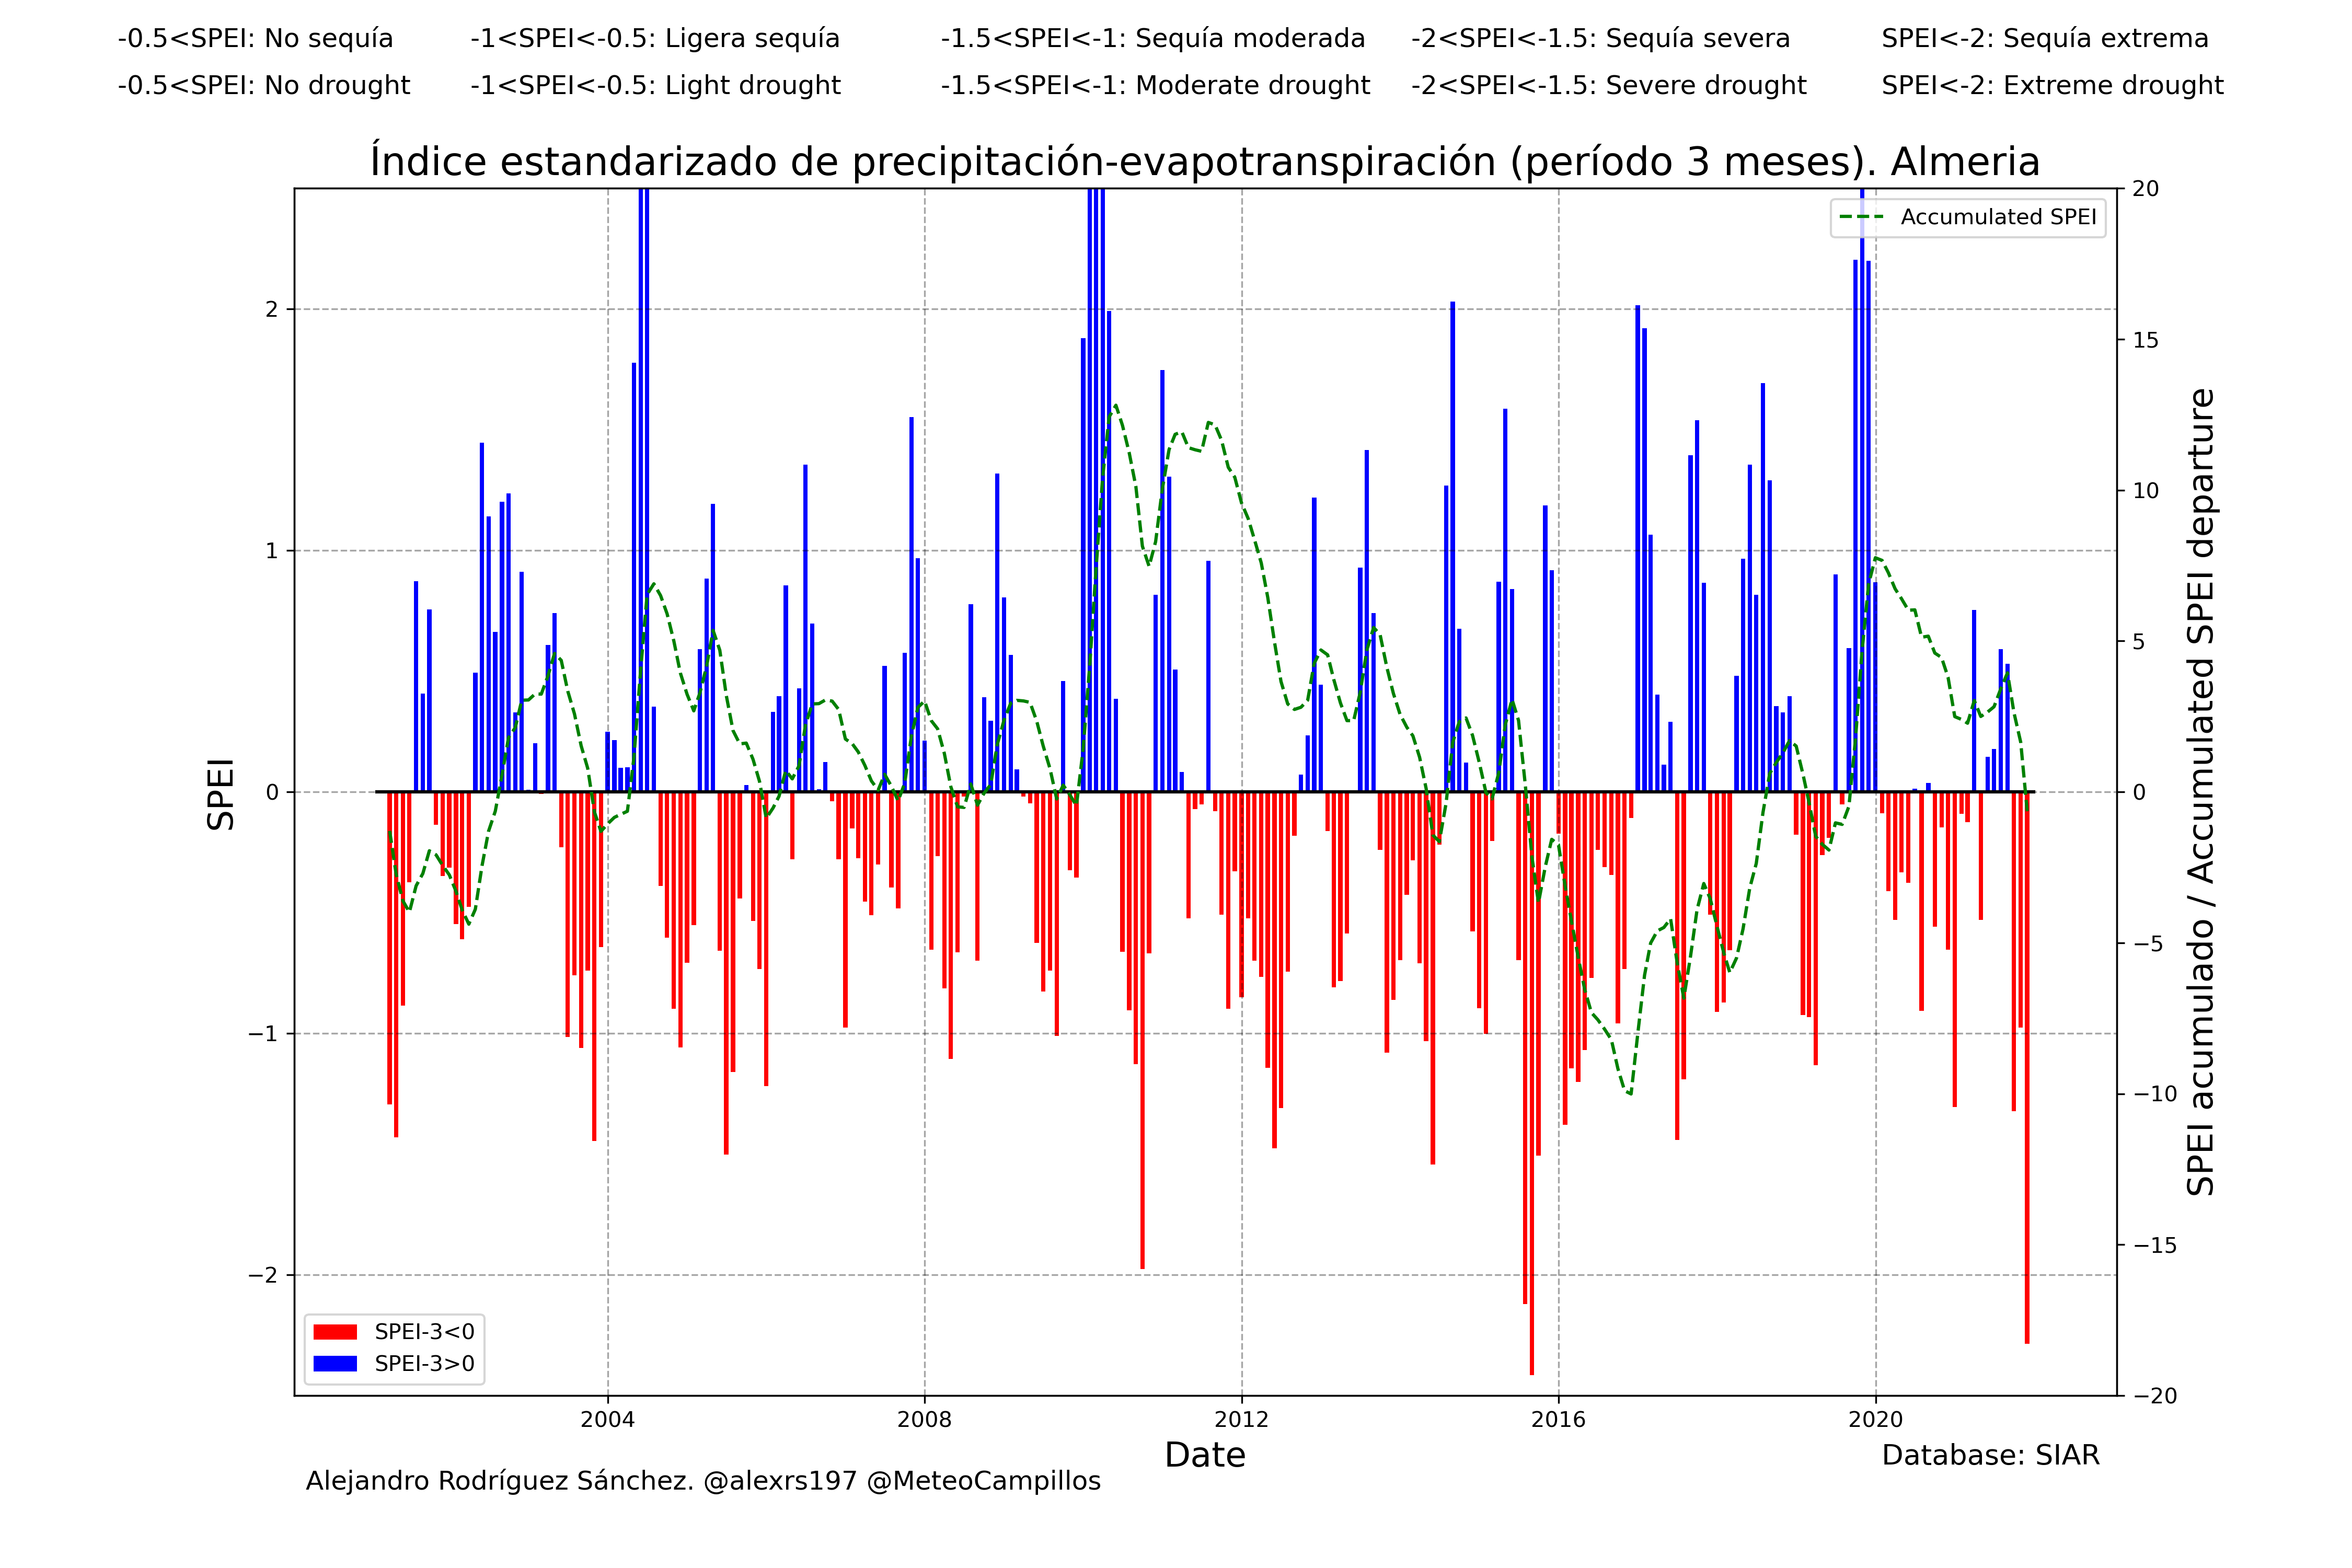 -0.5<SPEI: No sequía -1<SPEI<-0.5: Ligera sequía -1.5<SPEI<-1: Sequía moderada -2<SPEI<-1.5: Sequía severa SPEI<-2: Sequía extrema
-0.5<SPEI: No drought -1<SPEI<-0.5: Light drought -1.5<SPEI<-1: Moderate drought -2<SPEI<-1.5: Severe drought SPEI<-2: Extreme drought
Índice estandarizado de precipitación-evapotranspiración (período 3 meses). Almeria
SPEI
2
1
0
−1
−2
Accumulated SPEI
20
15
10
5
0
−5
−10
−15
−20
SPEI acumulado / Accumulated SPEI departure
SPEI-3<0
SPEI-3>0
2004 2008 2012 2016 2020
Date
Database: SIAR
Alejandro Rodríguez Sánchez. @alexrs197 @MeteoCampillos